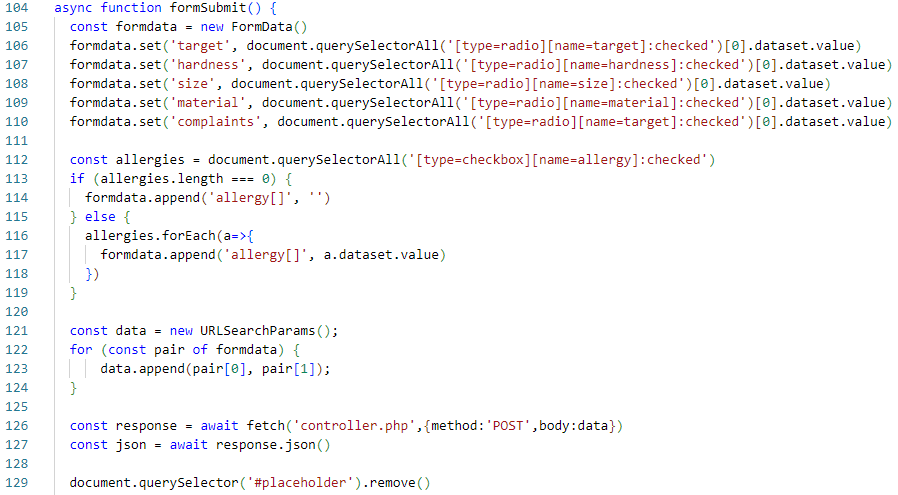 104 async function formSubmit() {
105 const formdata = new FormData()
106 formdata.set('target', document.querySelectorAll('[type=radio][name=target]:checked')[0].dataset.value)
107 formdata.set('hardness', document.querySelectorAll('[type=radio][name=hardness]:checked')[0].dataset.value)
108 formdata.set('size', document.querySelectorAll('[type=radio][name=size]:checked')[0].dataset.value)
109 formdata.set('material', document.querySelectorAll('[type=radio][name=material]:checked')[0].dataset.value)
110 formdata.set('complaints', document.querySelectorAll('[type=radio][name=target]:checked')[0].dataset.value)
111
112 const allergies = document.querySelectorAll('[type=checkbox][name=allergy]:checked')
113 if (allergies.length === 0) {
114 formdata.append('allergy[]', '')
115 } else {
116 allergies.forEach(a=>{
117 formdata.append('allergy[]', a.dataset.value)
118 })
119 }
120
121 const data = new URLSearchParams();
122 for (const pair of formdata) {
123 data.append(pair[0], pair[1]);
124 }
125
126 const response = await fetch('controller.php',{method:'POST',body:data})
127 const json = await response.json()
128
129 document.querySelector('#placeholder').remove()